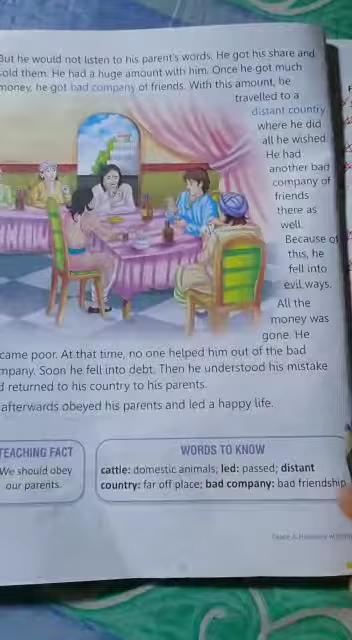 But he would not listen to his parent's words. He got his share and
sold them. He had a huge amount with him. Once he got much
money, he got bad company of friends. With this amount, he
travelled to a
distant country
where he did
all he wished.
He had
another bad
company of
friends
there as
well.
Because of
this, he
fell into
evil ways.
All the
money was
gone. He
came poor. At that time, no one helped him out of the bad
mpany. Soon he fell into debt. Then he understood his mistake
d returned to his country to his parents.
afterwards obeyed his parents and led a happy life.
TEACHING FACT
We should obey
our parents.
WORDS TO KNOW
cattle: domestic animals; led: passed; distant
country: far off place; bad company: bad friendship